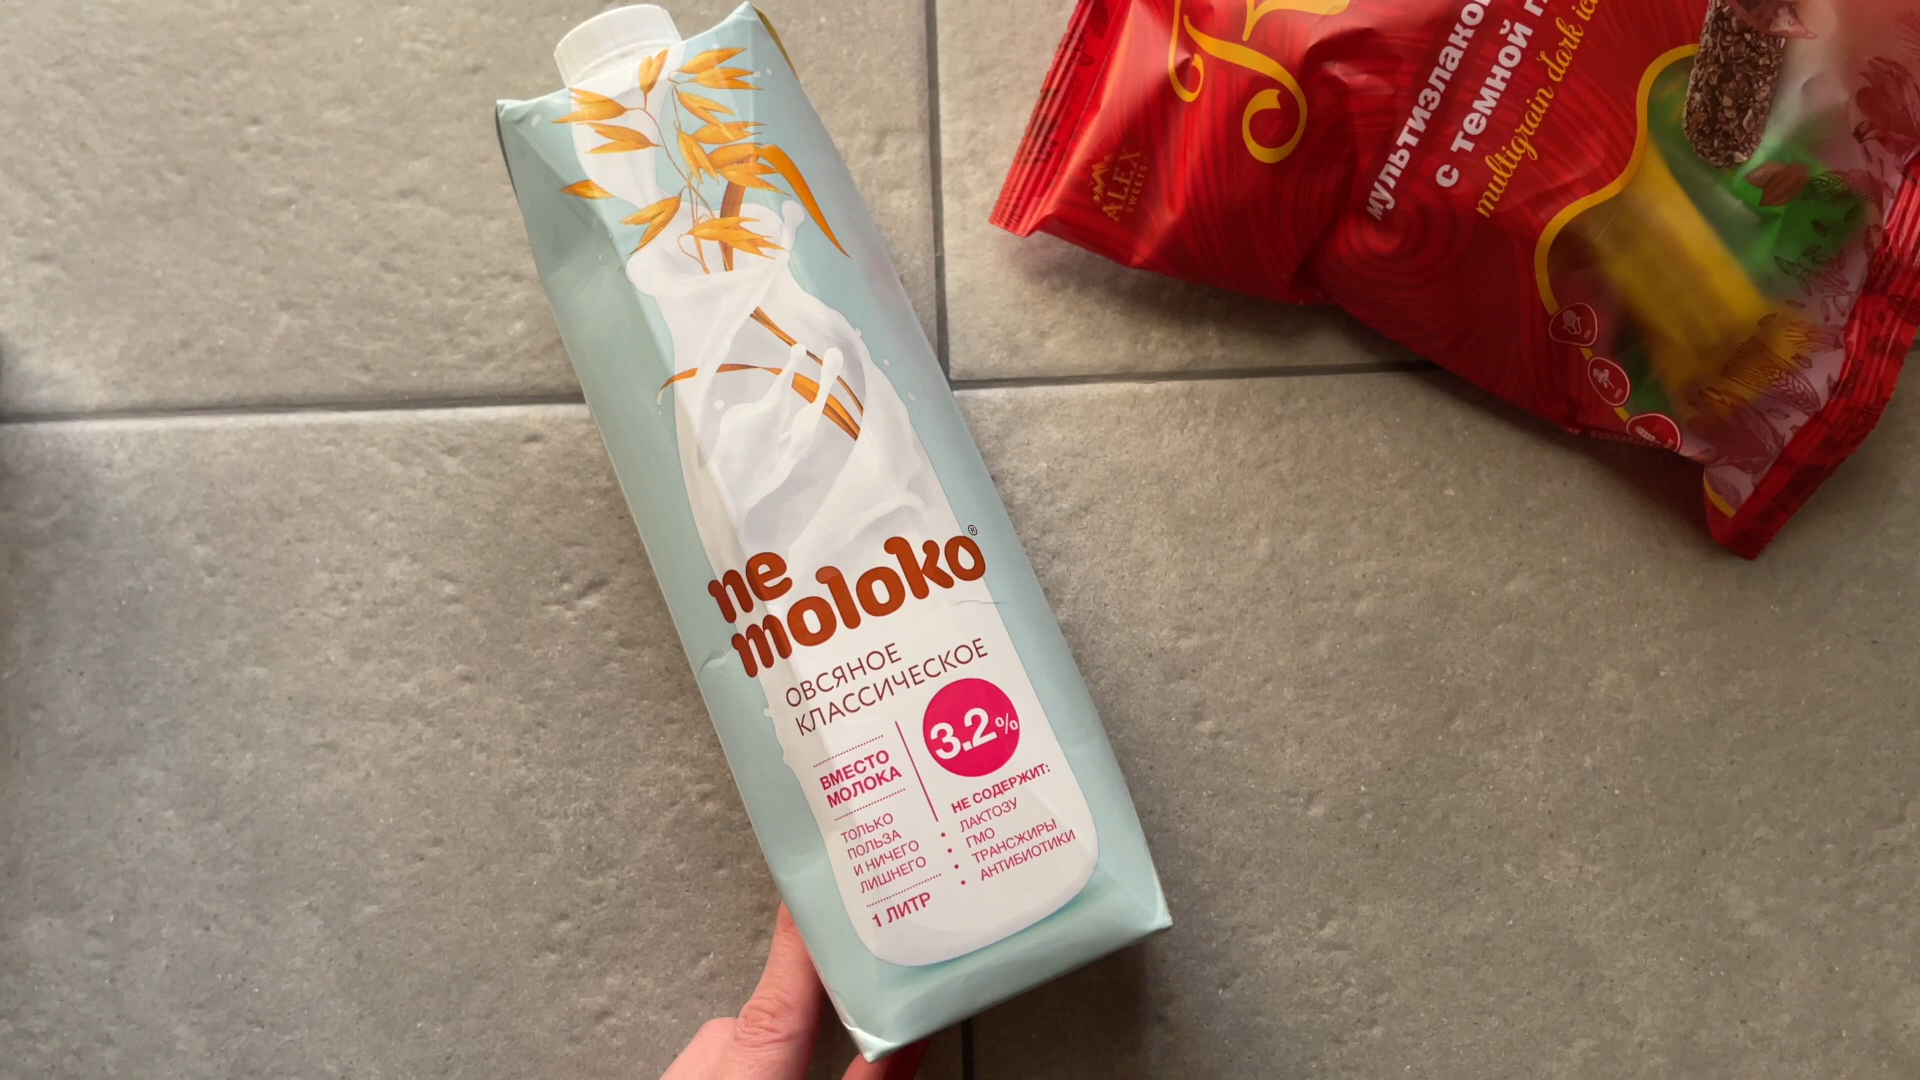 ne
moloko®
ОВСЯНОЕ
КЛАССИЧЕСКОЕ
ВМЕСТО
МОЛОКА
ТОЛЬКО
ПОЛЬЗА
И НИЧЕГО
ЛИШНЕГО
1 ЛИТР
3.2%
НЕ СОДЕРЖИТ:
• ЛАКТОЗУ
• ГМО
• ТРАНСЖИРЫ
• АНТИБИОТИКИ
ALEX
SWEETS
с темной
multigrain dark